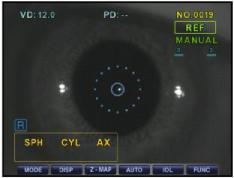 VD: 12.0 PD: -- NO:0019
REF
MANUAL
R
SPH CYL AX
MODE DISP Z - MAP AUTO IOL FUNC